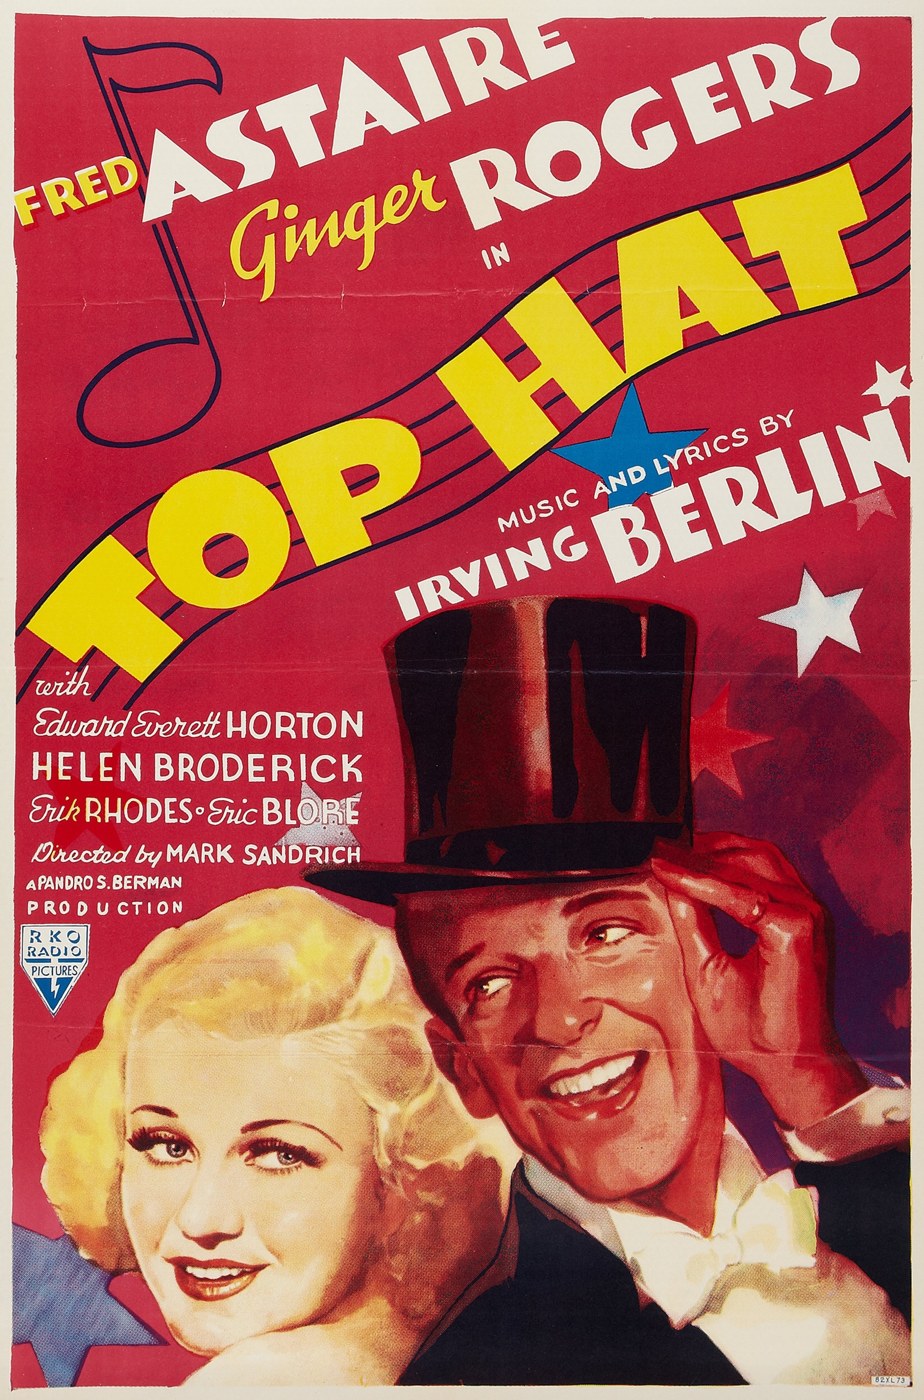 FRED ASTAIRE
Ginger ROGERS
IN
TOP HAT
MUSIC AND LYRICS BY
IRVING BERLIN
with
Edward Everett HORTON
HELEN BRODERICK
Erik RHODES • Eric BLORE
Directed by MARK SANDRICH
A PANDRO S. BERMAN
PRODUCTION
RKO
RADIO
PICTURES
82XL73